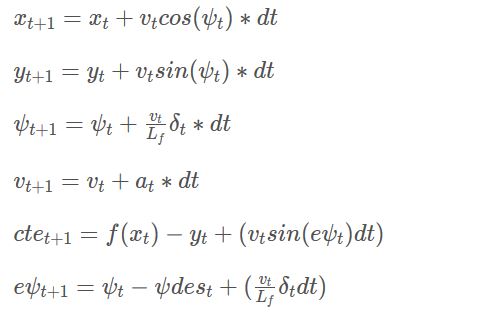 x_{t+1} = x_t + v_t cos(ψ_t) * dt
y_{t+1} = y_t + v_t sin(ψ_t) * dt
ψ_{t+1} = ψ_t + \frac{v_t}{L_f} δ_t * dt
v_{t+1} = v_t + a_t * dt
cte_{t+1} = f(x_t) − y_t + (v_t sin(eψ_t)dt)
eψ_{t+1} = ψ_t − ψdes_t + (\frac{v_t}{L_f} δ_t dt)